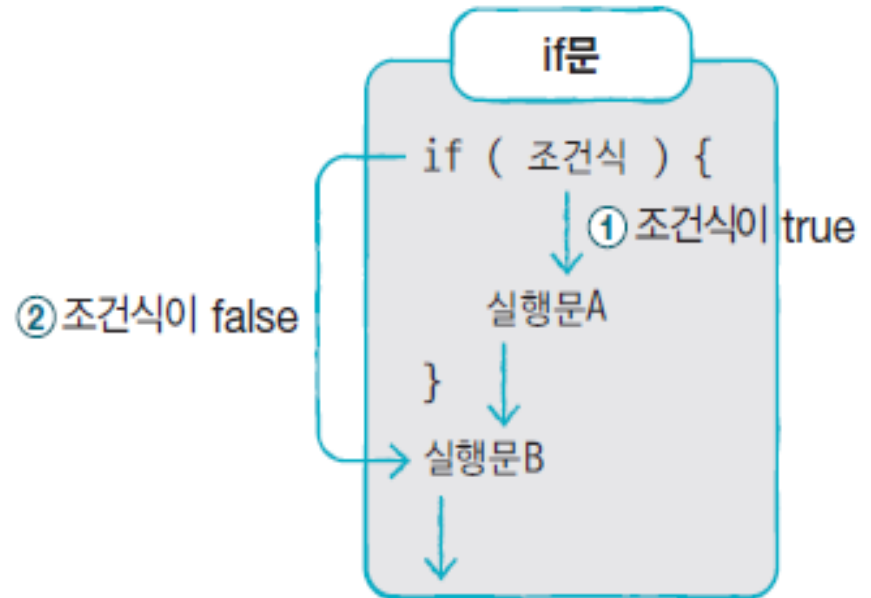 if문
if ( 조건식 ) {
① 조건식이 true
② 조건식이 false
실행문A
}
실행문B